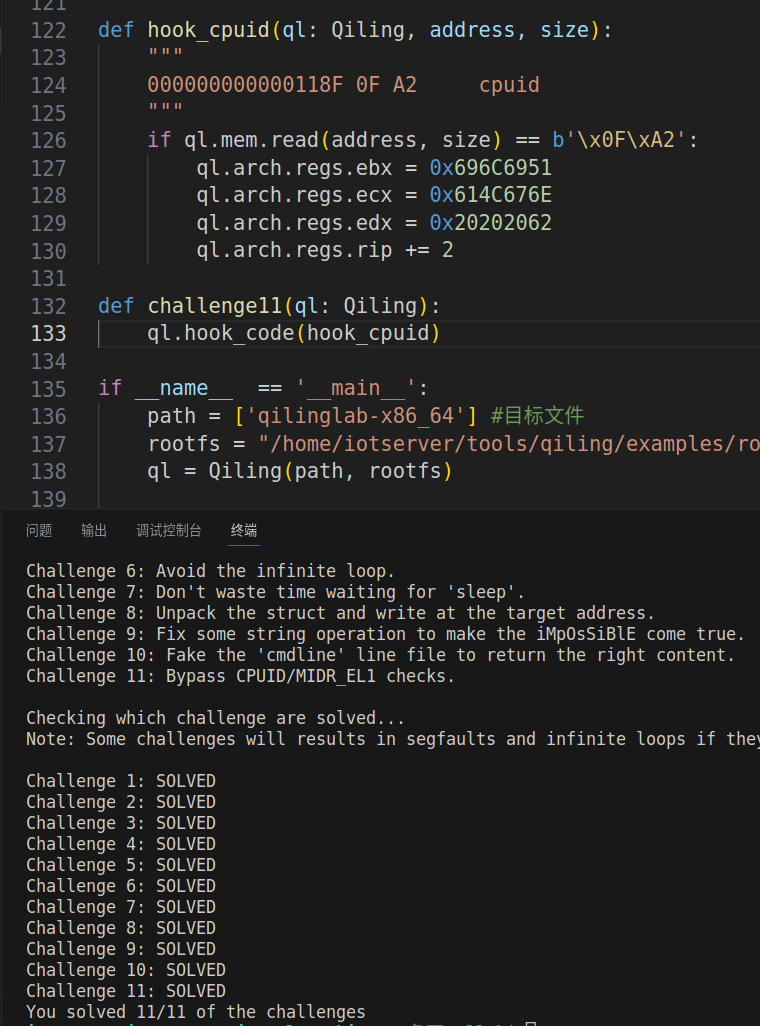 121
122 def hook_cpuid(ql: Qiling, address, size):
123 """
124 000000000000118F 0F A2 cpuid
125 """
126 if ql.mem.read(address, size) == b'\x0F\xA2':
127 ql.arch.regs.ebx = 0x696C6951
128 ql.arch.regs.ecx = 0x614C676E
129 ql.arch.regs.edx = 0x20202062
130 ql.arch.regs.rip += 2
131
132 def challenge11(ql: Qiling):
133 ql.hook_code(hook_cpuid)
134
135 if __name__ == '__main__':
136 path = ['qilinglab-x86_64'] #目标文件
137 rootfs = "/home/iotserver/tools/qiling/examples/ro
138 ql = Qiling(path, rootfs)
139
问题 输出 调试控制台 终端
Challenge 6: Avoid the infinite loop.
Challenge 7: Don't waste time waiting for 'sleep'.
Challenge 8: Unpack the struct and write at the target address.
Challenge 9: Fix some string operation to make the iMpOsSiBlE come true.
Challenge 10: Fake the 'cmdline' line file to return the right content.
Challenge 11: Bypass CPUID/MIDR_EL1 checks.
Checking which challenge are solved...
Note: Some challenges will results in segfaults and infinite loops if they
Challenge 1: SOLVED
Challenge 2: SOLVED
Challenge 3: SOLVED
Challenge 4: SOLVED
Challenge 5: SOLVED
Challenge 6: SOLVED
Challenge 7: SOLVED
Challenge 8: SOLVED
Challenge 9: SOLVED
Challenge 10: SOLVED
Challenge 11: SOLVED
You solved 11/11 of the challenges